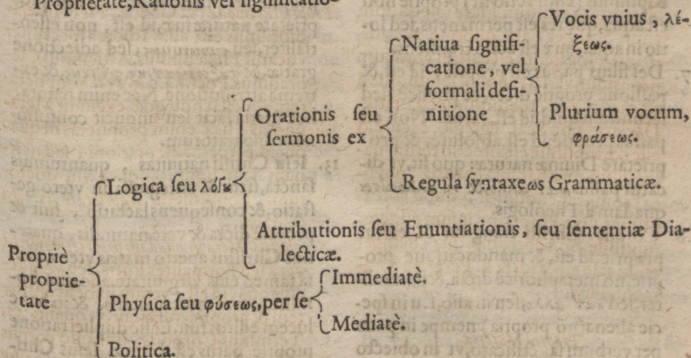 Proprietate, Rationis vel significatio-
Vocis vnius, λέ-
ξεως.
Natiua signifi-
catione, vel
formali defi-
nitione
Plurium vocum,
φράσεως.
Orationis seu
sermonis ex
Regula syntaxeως Grammaticæ.
Logica seu λόγȣ
Attributionis seu Enuntiationis, seu sententiæ Dia-
lecticæ.
Propriè
proprie-
tate
Physica seu φύσεως, per se
Immediatè.
Mediatè.
Politica.